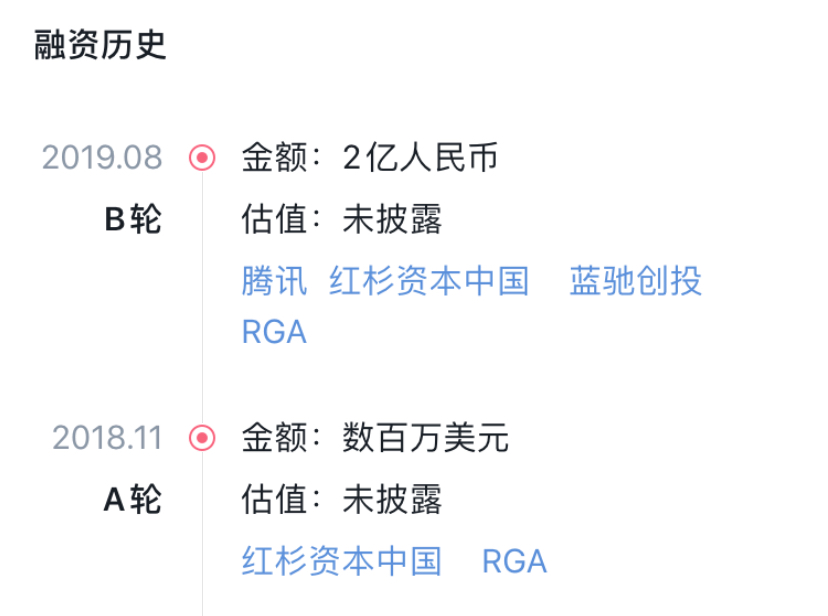 融资历史
2019.08 金额：2亿人民币
B轮 估值：未披露
腾讯 红杉资本中国 蓝驰创投
RGA
2018.11 金额：数百万美元
A轮 估值：未披露
红杉资本中国 RGA